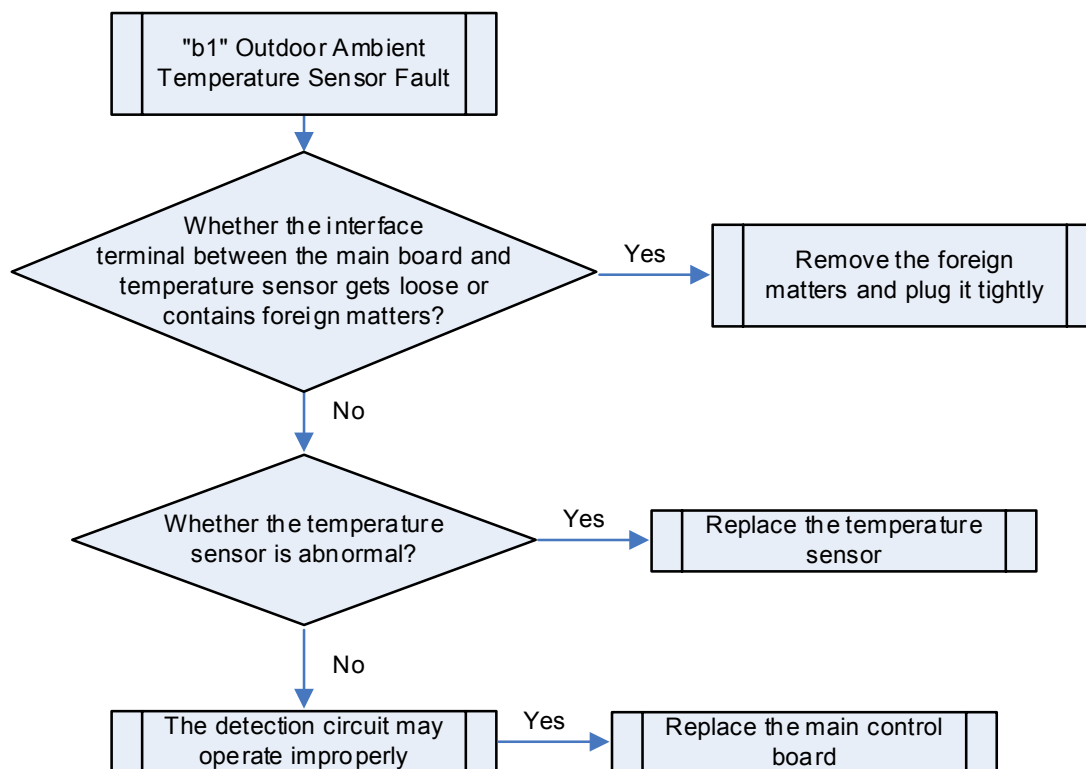 "b1" Outdoor Ambient
Temperature Sensor Fault
Whether the interface
terminal between the main board and
temperature sensor gets loose or
contains foreign matters?
Yes
Remove the foreign
matters and plug it tightly
No
Whether the temperature
sensor is abnormal?
Yes
Replace the temperature
sensor
No
The detection circuit may
operate improperly
Yes
Replace the main control
board